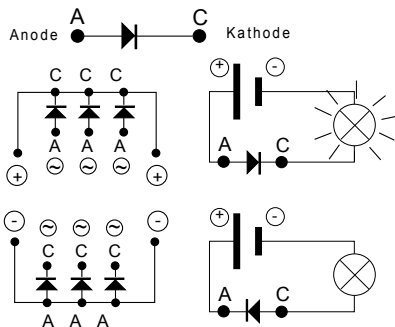 A C
Anode Kathode
C C C
+ -
A A A
~ ~ ~
+ +
A C
- ~ ~ ~ -
C C C
A A A
+ -
A C